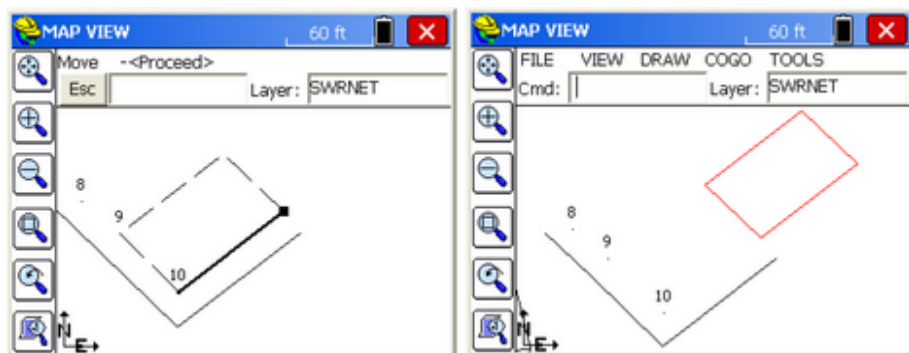 MAP VIEW 60 ft
Move -<Proceed>
Esc Layer: SWRNET
8
9
10
N
E
MAP VIEW 60 ft
FILE VIEW DRAW COGO TOOLS
Cmd: Layer: SWRNET
8
9
10
N
E